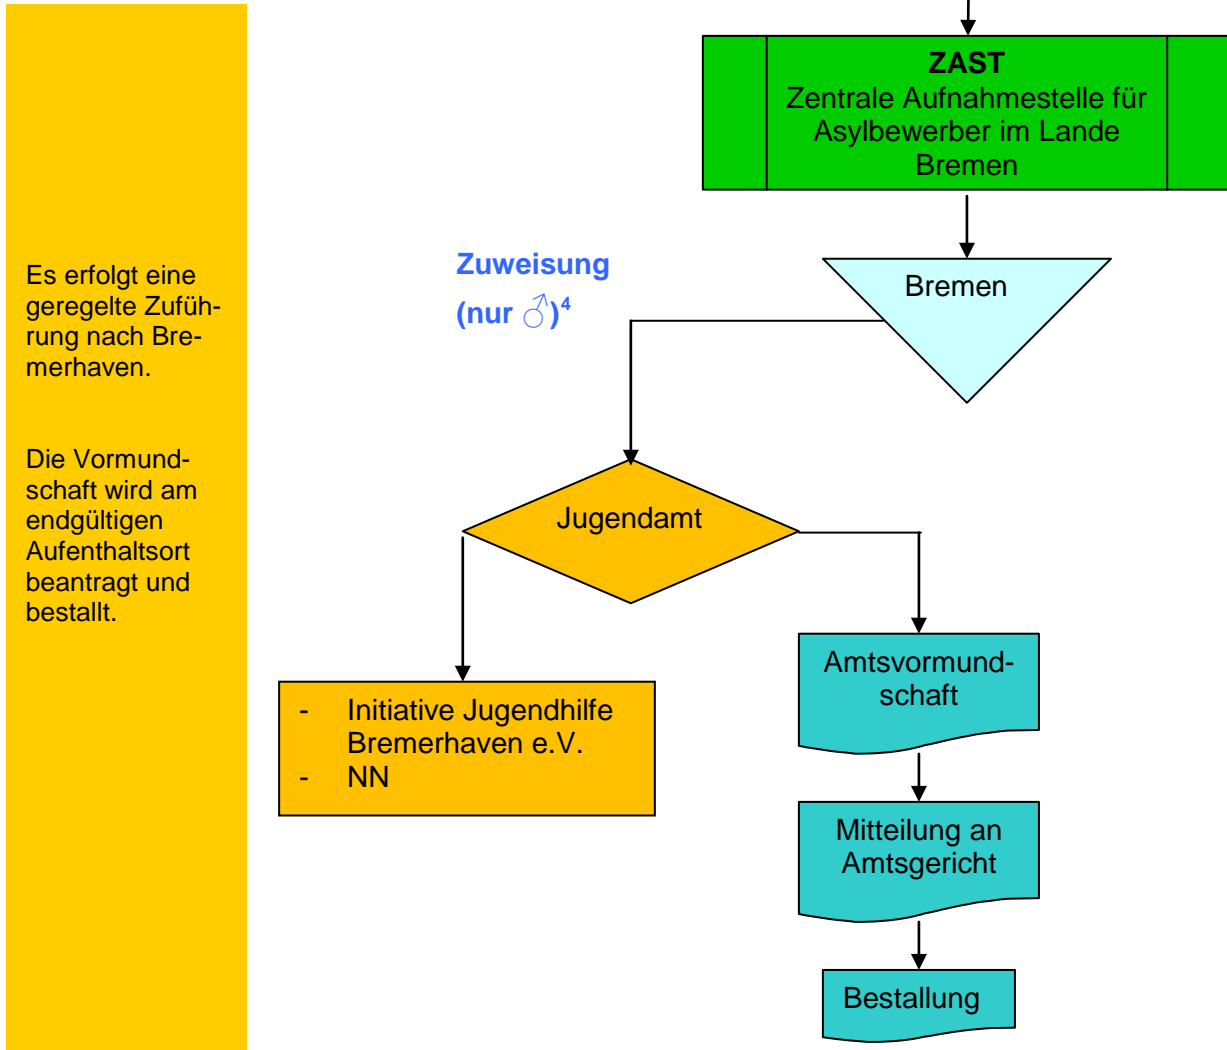 Es erfolgt eine
geregelte Zufüh-
rung nach Bre-
merhaven.
Die Vormund-
schaft wird am
endgültigen
Aufenthaltsort
beantragt und
bestallt.
ZAST
Zentrale Aufnahmestelle für
Asylbewerber im Lande
Bremen
Zuweisung
(nur ♂)⁴
Bremen
Jugendamt
- Initiative Jugendhilfe
Bremerhaven e.V.
- NN
Amtsvormund-
schaft
Mitteilung an
Amtsgericht
Bestallung